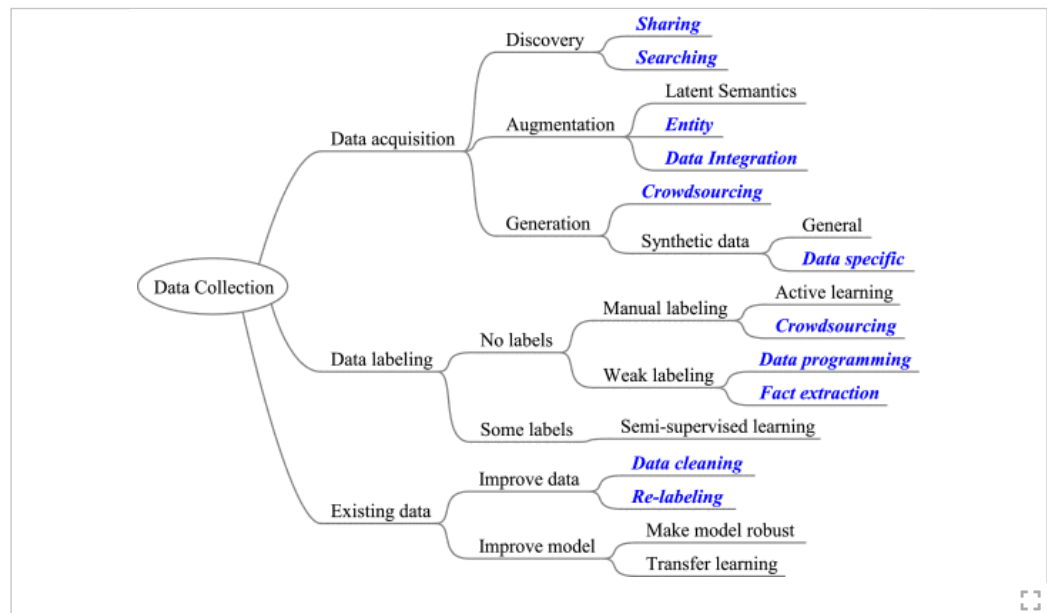 Data Collection
Data acquisition
Discovery
Sharing
Searching
Augmentation
Latent Semantics
Entity
Data Integration
Generation
Crowdsourcing
Synthetic data
General
Data specific
Data labeling
No labels
Manual labeling
Active learning
Crowdsourcing
Weak labeling
Data programming
Fact extraction
Some labels
Semi-supervised learning
Existing data
Improve data
Data cleaning
Re-labeling
Improve model
Make model robust
Transfer learning